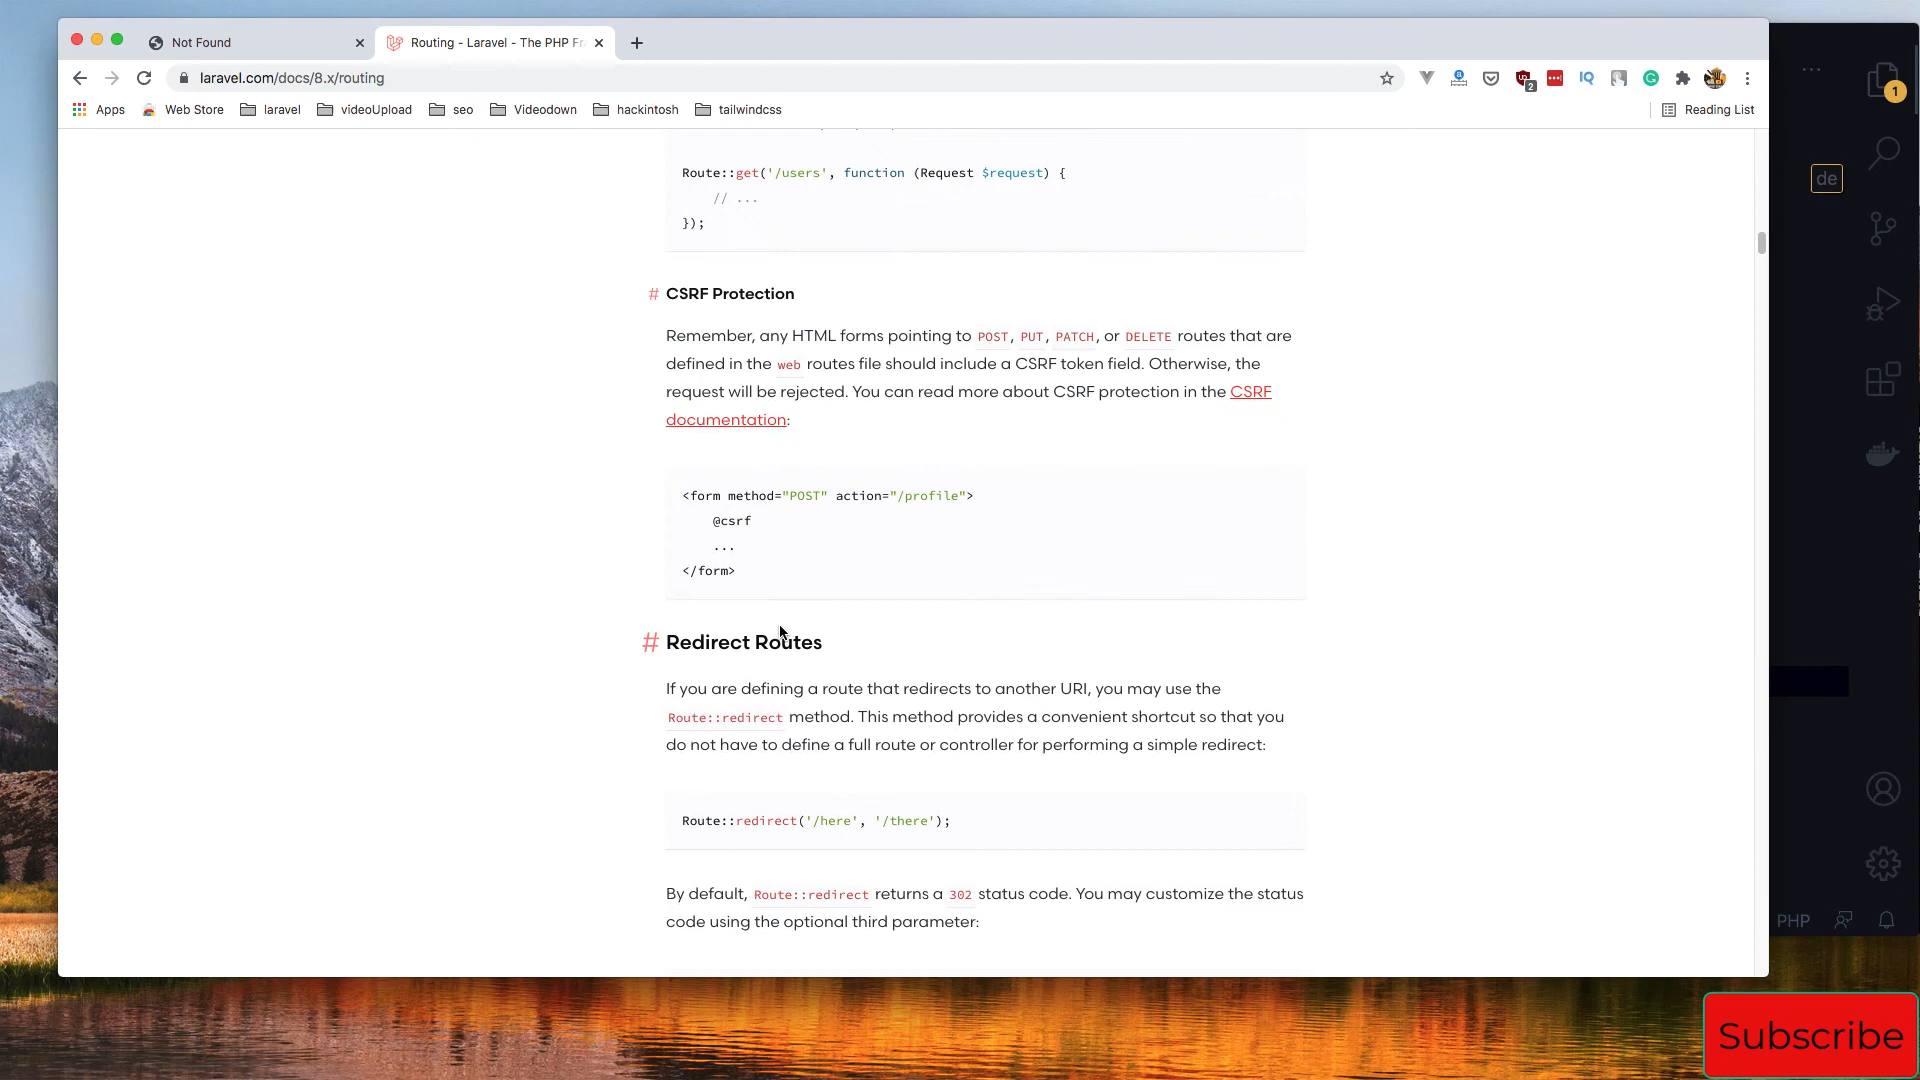 Not Found
Routing - Laravel - The PHP Fr
laravel.com/docs/8.x/routing
Apps
Web Store
laravel
videoUpload
seo
Videodown
hackintosh
tailwindcss
Reading List
2
IQ
1
de
Route::get('/users', function (Request $request) {
// ...
});
# CSRF Protection
Remember, any HTML forms pointing to POST, PUT, PATCH, or DELETE routes that are
defined in the web routes file should include a CSRF token field. Otherwise, the
request will be rejected. You can read more about CSRF protection in the CSRF
documentation:
<form method="POST" action="/profile">
@csrf
...
</form>
# Redirect Routes
If you are defining a route that redirects to another URI, you may use the
Route::redirect method. This method provides a convenient shortcut so that you
do not have to define a full route or controller for performing a simple redirect:
Route::redirect('/here', '/there');
By default, Route::redirect returns a 302 status code. You may customize the status
code using the optional third parameter:
PHP
Subscribe